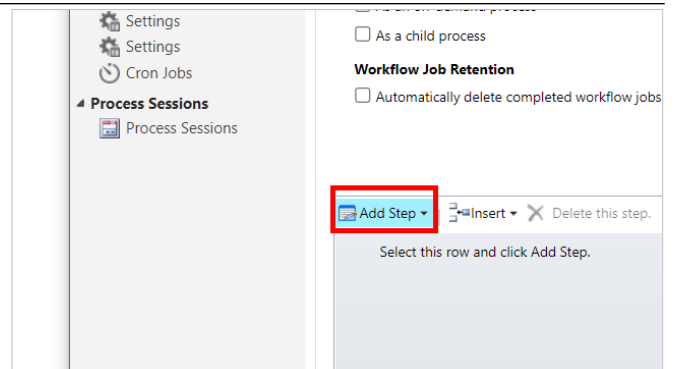 Settings
Settings
Cron Jobs
Process Sessions
Process Sessions
As a child process
Workflow Job Retention
Automatically delete completed workflow jobs
Add Step
Insert
Delete this step.
Select this row and click Add Step.